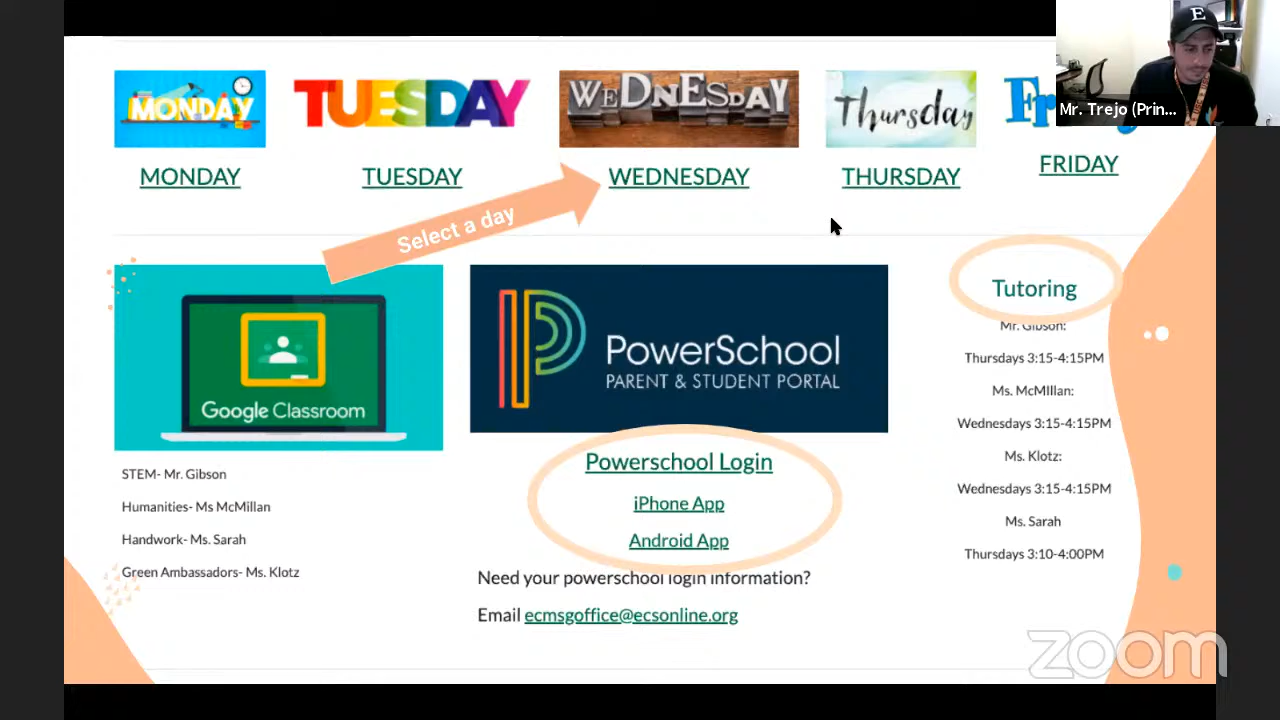 MONDAY
TUESDAY
WEDNESDAY
Thursday
E
Mr. Trejo (Prin...
MONDAY
TUESDAY
WEDNESDAY
THURSDAY
FRIDAY
Select a day
Google Classroom
PowerSchool
PARENT & STUDENT PORTAL
STEM- Mr. Gibson
Humanities- Ms McMillan
Handwork- Ms. Sarah
Green Ambassadors- Ms. Klotz
Powerschool Login
iPhone App
Android App
Need your powerschool login information?
Email ecmsgoffice@ecsonline.org
Tutoring
Mr. Gibson:
Thursdays 3:15-4:15PM
Ms. McMIllan:
Wednesdays 3:15-4:15PM
Ms. Klotz:
Wednesdays 3:15-4:15PM
Ms. Sarah
Thursdays 3:10-4:00PM
zoom